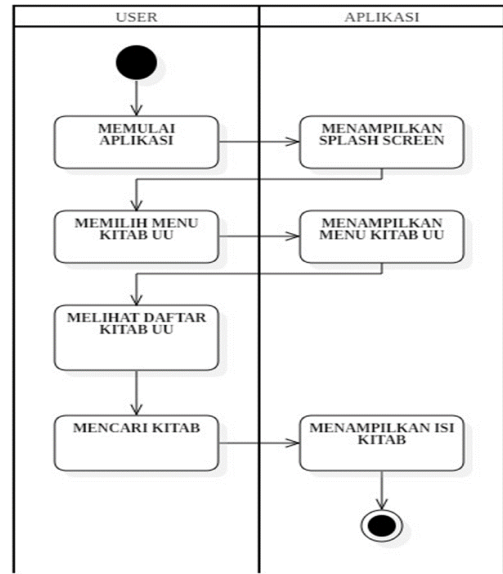 USER
APLIKASI
MEMULAI
APLIKASI
MENAMPILKAN
SPLASH SCREEN
MEMILIH MENU
KITAB UU
MENAMPILKAN
MENU KITAB UU
MELIHAT DAFTAR
KITAB UU
MENCARI KITAB
MENAMPILKAN ISI
KITAB